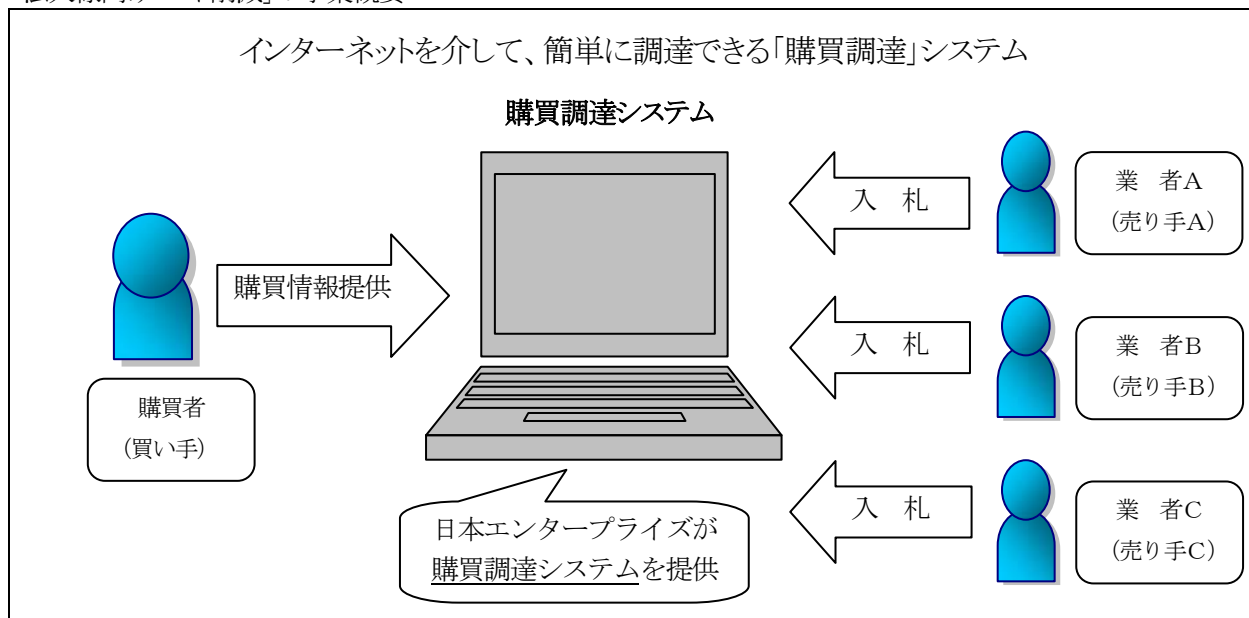 インターネットを介して、簡単に調達できる「購買調達」システム
購買調達システム
購買情報提供
購買者
(買い手)
入 札
業 者A
(売り手A)
入 札
業 者B
(売り手B)
入 札
業 者C
(売り手C)
日本エンタープライズが
購買調達システムを提供